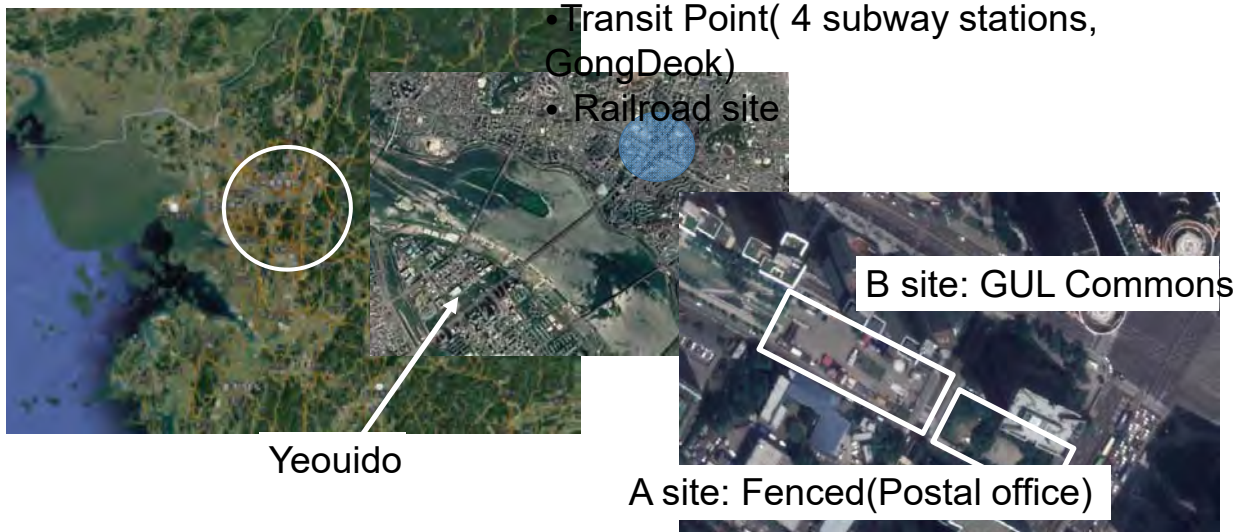 •Transit Point( 4 subway stations,
GongDeok)
• Railroad site
B site: GUL Commons
Yeouido
A site: Fenced(Postal office)